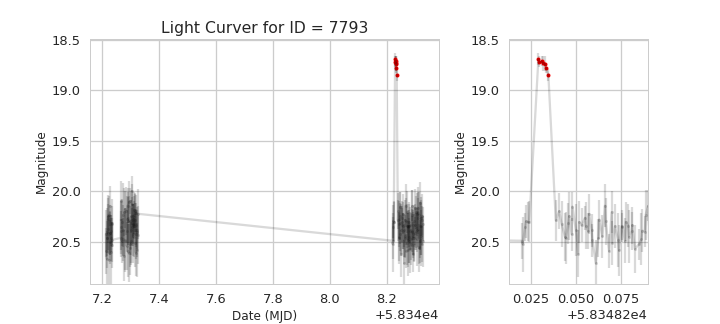 Light Curver for ID = 7793
18.5
19.0
19.5
20.0
20.5
Magnitude
7.2 7.4 7.6 7.8 8.0 8.2
Date (MJD)
+5.834e4
18.5
19.0
19.5
20.0
20.5
Magnitude
0.025 0.050 0.075
+5.83482e4